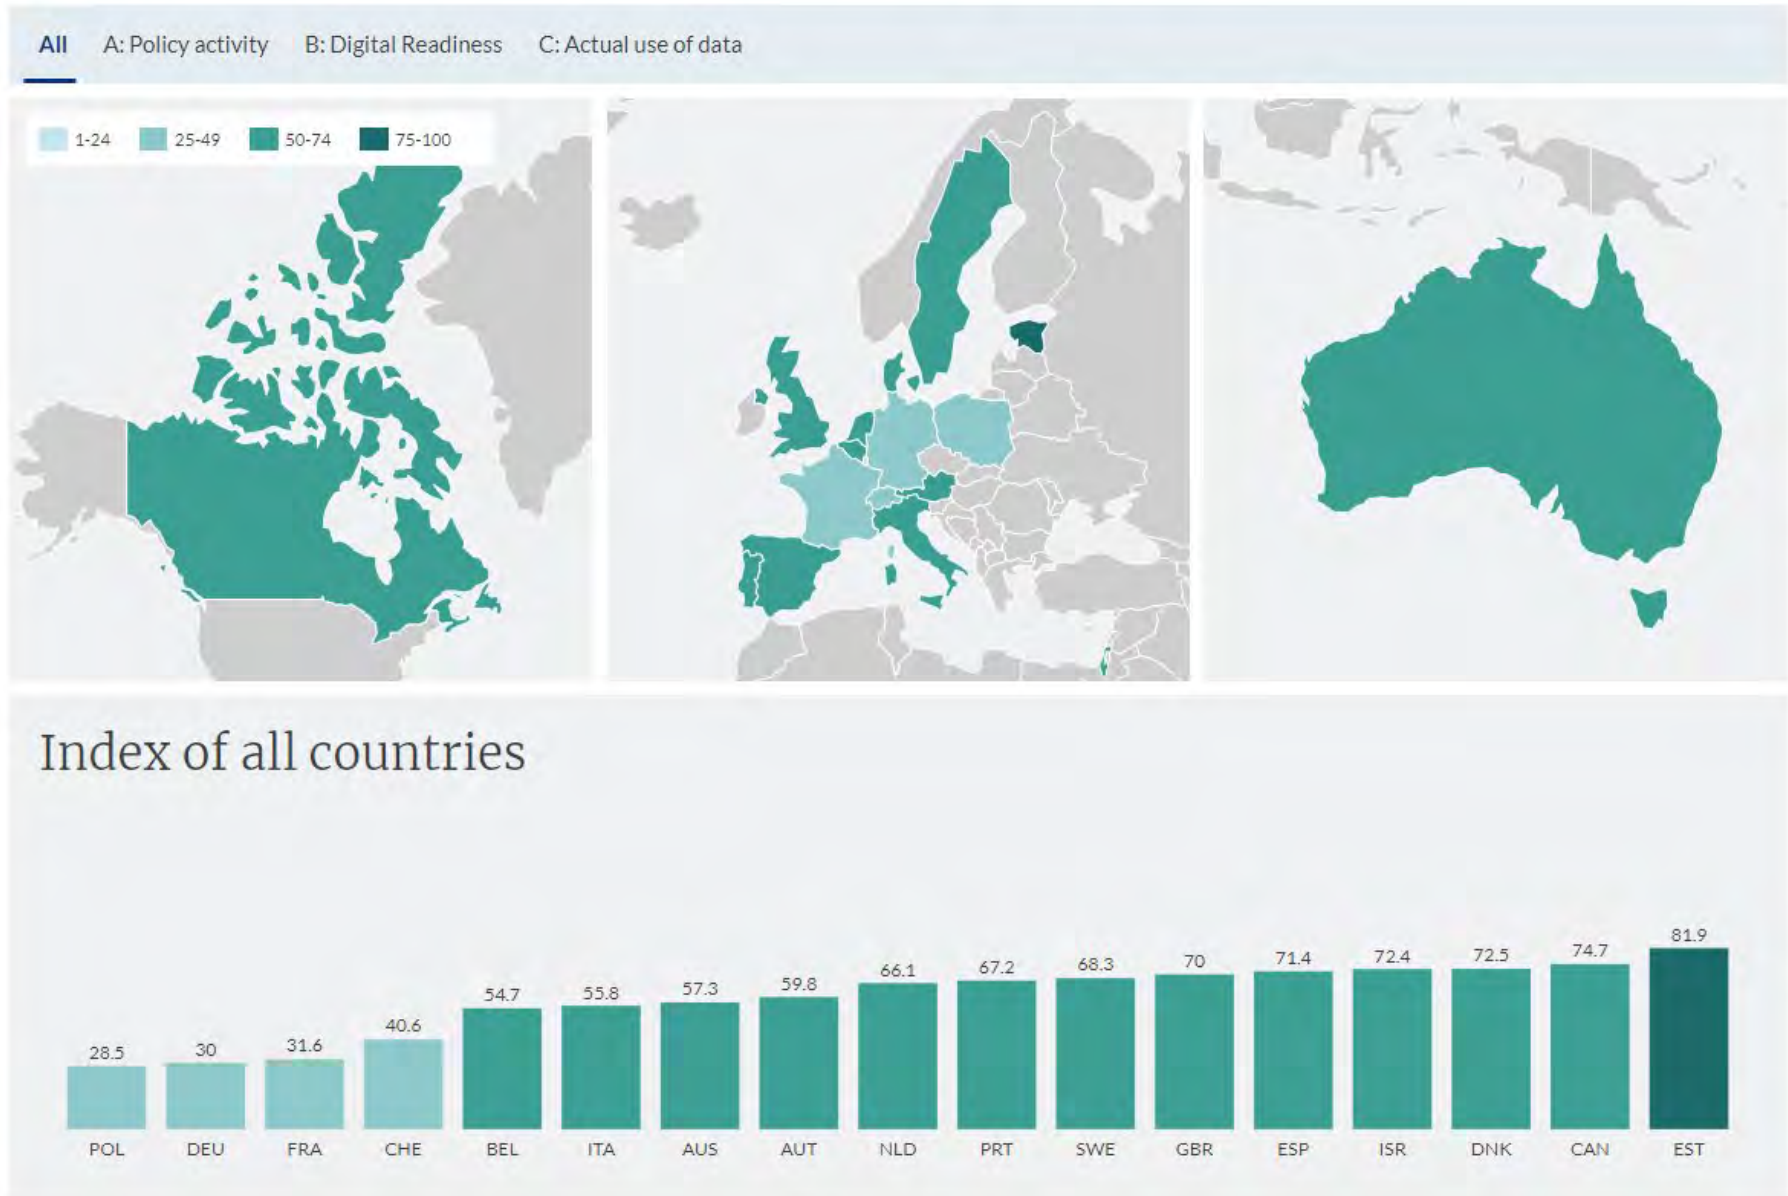 All A: Policy activity B: Digital Readiness C: Actual use of data
1-24 25-49 50-74 75-100
Index of all countries
28.5 30 31.6 40.6 54.7 55.8 57.3 59.8 66.1 67.2 68.3 70 71.4 72.4 72.5 74.7 81.9
POL DEU FRA CHE BEL ITA AUS AUT NLD PRT SWE GBR ESP ISR DNK CAN EST